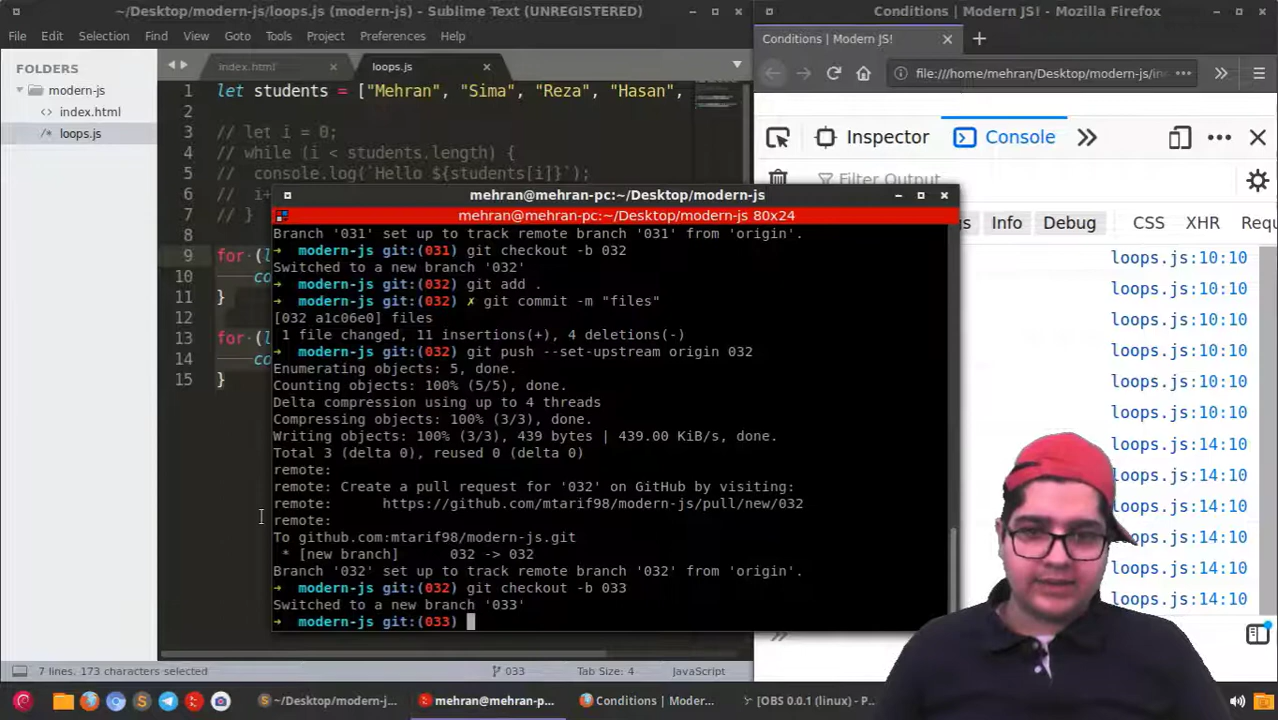 ~/Desktop/modern-js/loops.js (modern-js) - Sublime Text (UNREGISTERED)
File Edit Selection Find View Goto Tools Project Preferences Help
FOLDERS
modern-js
index.html
loops.js
index.html
loops.js
1 let students = ["Mehran", "Sima", "Reza", "Hasan",
2
3 // let i = 0;
4 // while (i < students.length) {
5 // console.log(`Hello ${students[i]}`);
6 // i+
7 // }
8
9 for (l
10 co
11 }
12
13 for (l
14 co
15 }
mehran@mehran-pc:~/Desktop/modern-js
mehran@mehran-pc:~/Desktop/modern-js 80x24
Branch '031' set up to track remote branch '031' from 'origin'.
➜ modern-js git:(031) git checkout -b 032
Switched to a new branch '032'
➜ modern-js git:(032) git add .
➜ modern-js git:(032) ✗ git commit -m "files"
[032 a1c06e0] files
1 file changed, 11 insertions(+), 4 deletions(-)
➜ modern-js git:(032) git push --set-upstream origin 032
Enumerating objects: 5, done.
Counting objects: 100% (5/5), done.
Delta compression using up to 4 threads
Compressing objects: 100% (3/3), done.
Writing objects: 100% (3/3), 439 bytes | 439.00 KiB/s, done.
Total 3 (delta 0), reused 0 (delta 0)
remote:
remote: Create a pull request for '032' on GitHub by visiting:
remote: https://github.com/mtarif98/modern-js/pull/new/032
remote:
To github.com:mtarif98/modern-js.git
* [new branch] 032 -> 032
Branch '032' set up to track remote branch '032' from 'origin'.
➜ modern-js git:(032) git checkout -b 033
Switched to a new branch '033'
➜ modern-js git:(033)
7 lines, 173 characters selected
033
Tab Size: 4
JavaScript
Conditions | Modern JS! - Mozilla Firefox
Conditions | Modern JS!
file:///home/mehran/Desktop/modern-js/in
Inspector Console
Filter Output
Info Debug CSS XHR
loops.js:10:10
loops.js:10:10
loops.js:10:10
loops.js:10:10
loops.js:10:10
loops.js:10:10
loops.js:14:10
loops.js:14:10
loops.js:14:10
loops.js:14:10
loops.js:14:10
~/Desktop/modern-j...
mehran@mehran-p...
Conditions | Moder...
[OBS 0.0.1 (linux) - P...